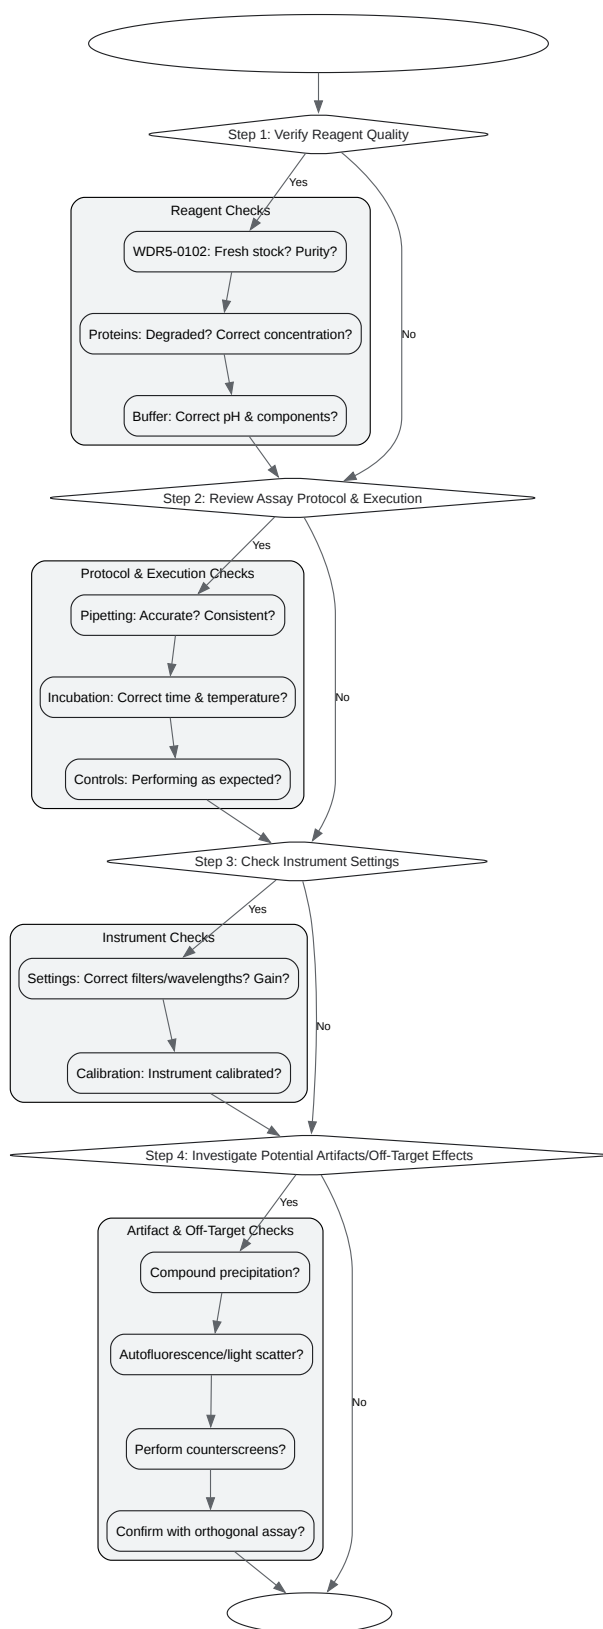 Step 1: Verify Reagent Quality
Yes
Reagent Checks
WDR5-0102: Fresh stock? Purity?
Proteins: Degraded? Correct concentration?
No
Buffer: Correct pH & components?
Step 2: Review Assay Protocol & Execution
Yes
Protocol & Execution Checks
Pipetting: Accurate? Consistent?
Incubation: Correct time & temperature?
No
Controls: Performing as expected?
Step 3: Check Instrument Settings
Yes
Instrument Checks
Settings: Correct filters/wavelengths? Gain?
No
Calibration: Instrument calibrated?
Step 4: Investigate Potential Artifacts/Off-Target Effects
Yes
Artifact & Off-Target Checks
Compound precipitation?
Autofluorescence/light scatter?
No
Perform counterscreens?
Confirm with orthogonal assay?